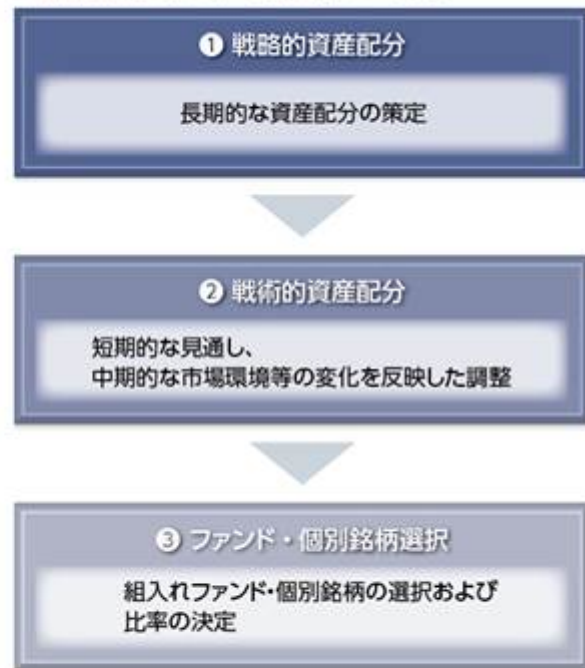 ❶ 戦略的資産配分
長期的な資産配分の策定
❷ 戦術的資産配分
短期的な見通し、
中期的な市場環境等の変化を反映した調整
❸ ファンド・個別銘柄選択
組入れファンド・個別銘柄の選択および
比率の決定